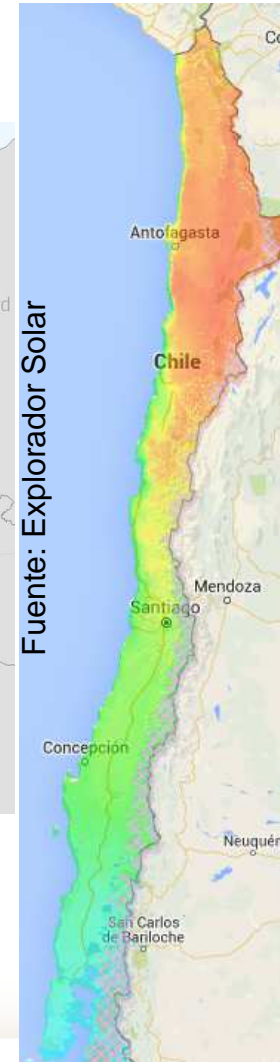 Fuente: Explorador Solar
Antofagasta
Chile
Mendoza
Santiago
Concepción
Neuquén
San Carlos
de Bariloche